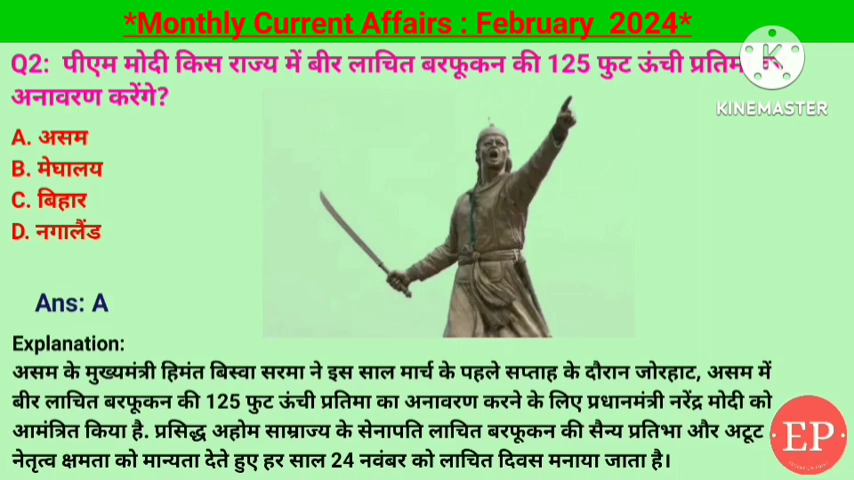 *Monthly Current Affairs : February 2024*
Q2: पीएम मोदी किस राज्य में बीर लाचित बरफूकन की 125 फुट ऊंची
अनावरण करेंगे?
KINEMASTER
A. असम
B. मेघालय
C. बिहार
D. नगालैंड
Ans: A
Explanation:
असम के मुख्यमंत्री हिमंत बिस्वा सरमा ने इस साल मार्च के पहले सप्ताह के दौरान जोरहाट, असम में
बीर लाचित बरफूकन की 125 फुट ऊंची प्रतिमा का अनावरण करने के लिए प्रधानमंत्री नरेंद्र मोदी को
आमंत्रित किया है. प्रसिद्ध अहोम साम्राज्य के सेनापति लाचित बरफूकन की सैन्य प्रतिभा और अटूट
नेतृत्व क्षमता को मान्यता देते हुए हर साल 24 नवंबर को लाचित दिवस मनाया जाता है।
EP